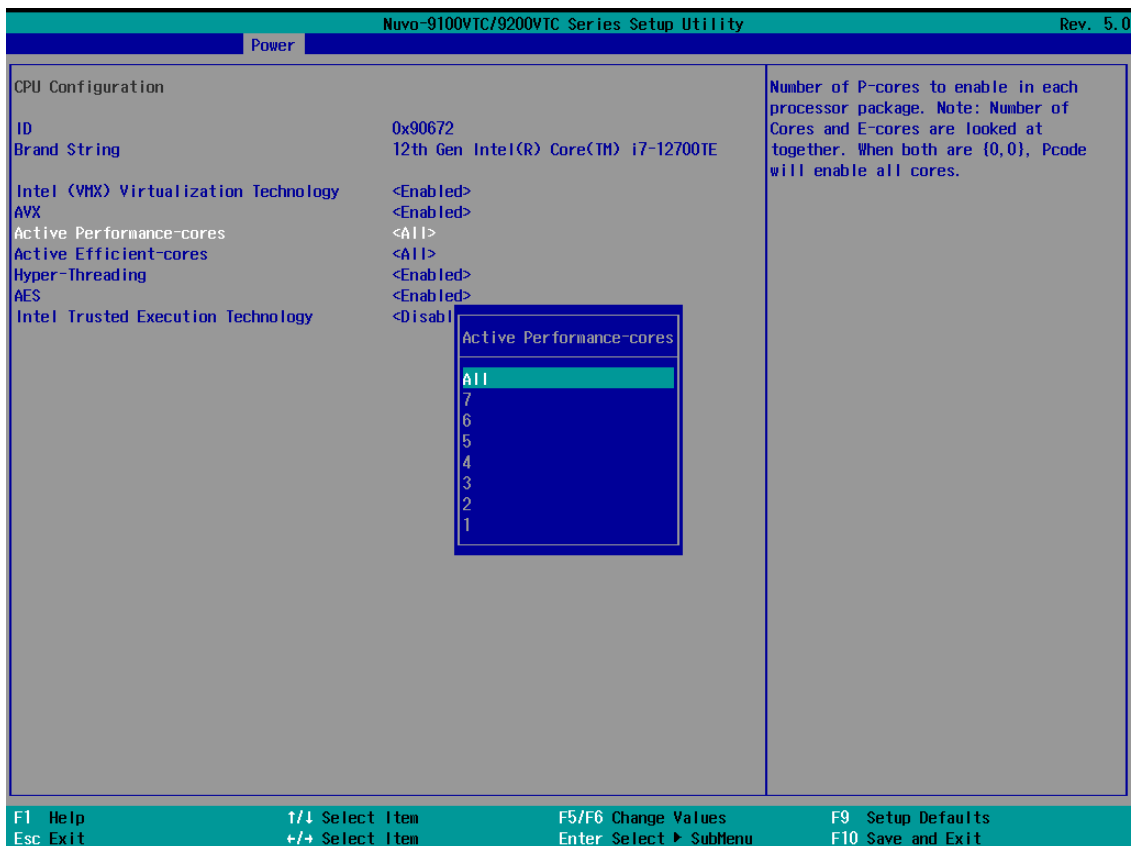 Nuvo-9100VTC/9200VTC Series Setup Utility Rev. 5.0
Power
CPU Configuration
ID 0x90672
Brand String 12th Gen Intel(R) Core(TM) i7-12700TE
Intel (VMX) Virtualization Technology <Enabled>
AVX <Enabled>
Active Performance-cores <All>
Active Efficient-cores <All>
Hyper-Threading <Enabled>
AES <Enabled>
Intel Trusted Execution Technology <Disabl
Active Performance-cores
All
7
6
5
4
3
2
1
Number of P-cores to enable in each
processor package. Note: Number of
Cores and E-cores are looked at
together. When both are {0,0}, Pcode
will enable all cores.
F1 Help ↑/↓ Select Item F5/F6 Change Values F9 Setup Defaults
Esc Exit ←/→ Select Item Enter Select ▶ SubMenu F10 Save and Exit